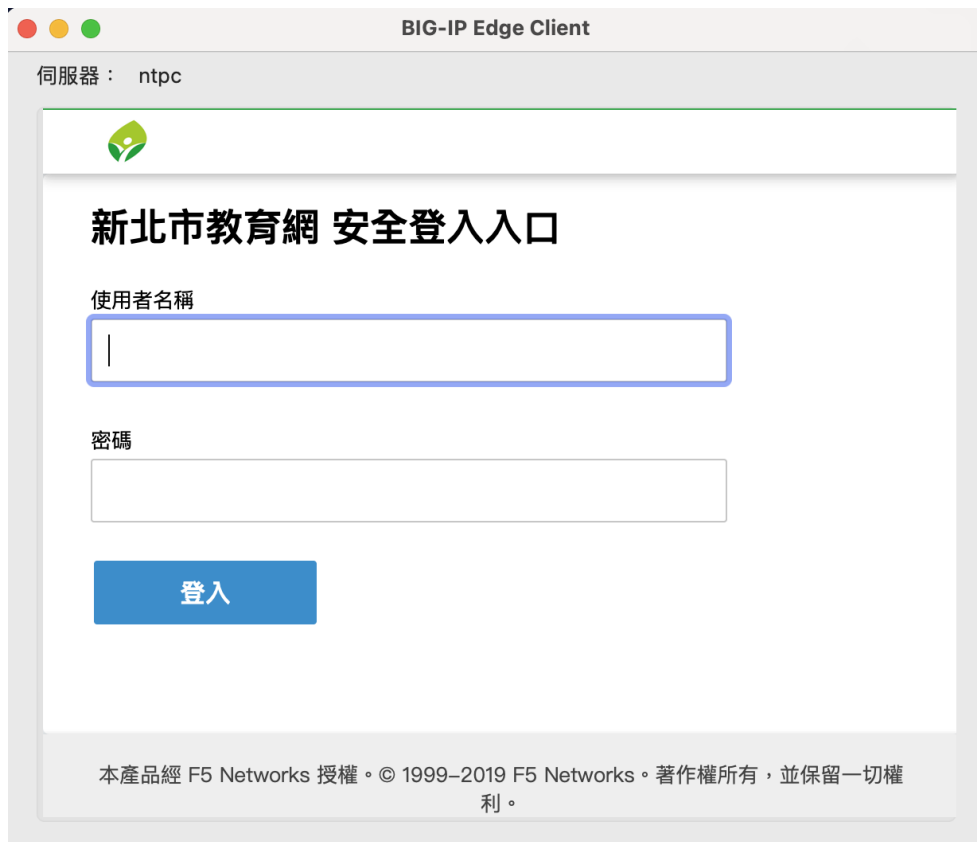 BIG-IP Edge Client
伺服器： ntpc
新北市教育網 安全登入入口
使用者名稱
密碼
登入
本產品經 F5 Networks 授權。© 1999–2019 F5 Networks。著作權所有，並保留一切權
利。